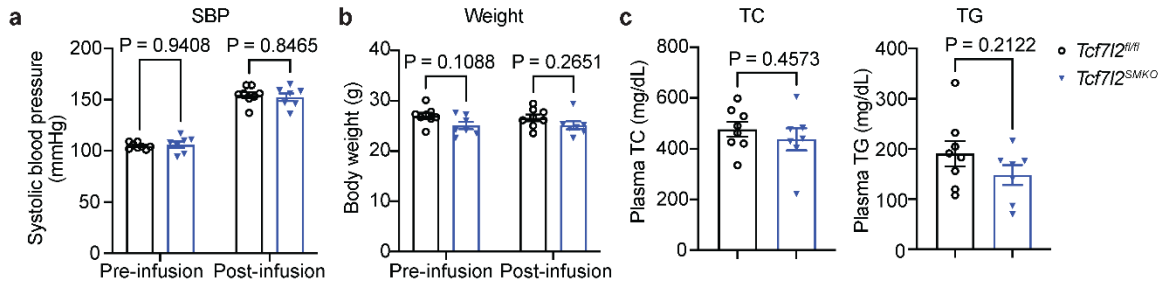 a
SBP
Systolic blood pressure
(mmHg)
200
150
100
50
0
P = 0.9408
P = 0.8465
Pre-infusion
Post-infusion
b
Weight
Body weight (g)
40
30
20
10
0
P = 0.1088
P = 0.2651
Pre-infusion
Post-infusion
c
TC
Plasma TC (mg/dL)
800
600
400
200
0
P = 0.4573
TG
Plasma TG (mg/dL)
400
300
200
100
0
P = 0.2122
Tcf7l2fl/fl
Tcf7l2SMKO